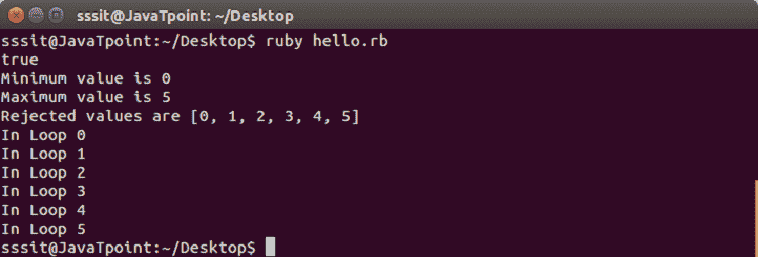 sssit@JavaTpoint: ~/Desktop
sssit@JavaTpoint:~/Desktop$ ruby hello.rb
true
Minimum value is 0
Maximum value is 5
Rejected values are [0, 1, 2, 3, 4, 5]
In Loop 0
In Loop 1
In Loop 2
In Loop 3
In Loop 4
In Loop 5
sssit@JavaTpoint:~/Desktop$